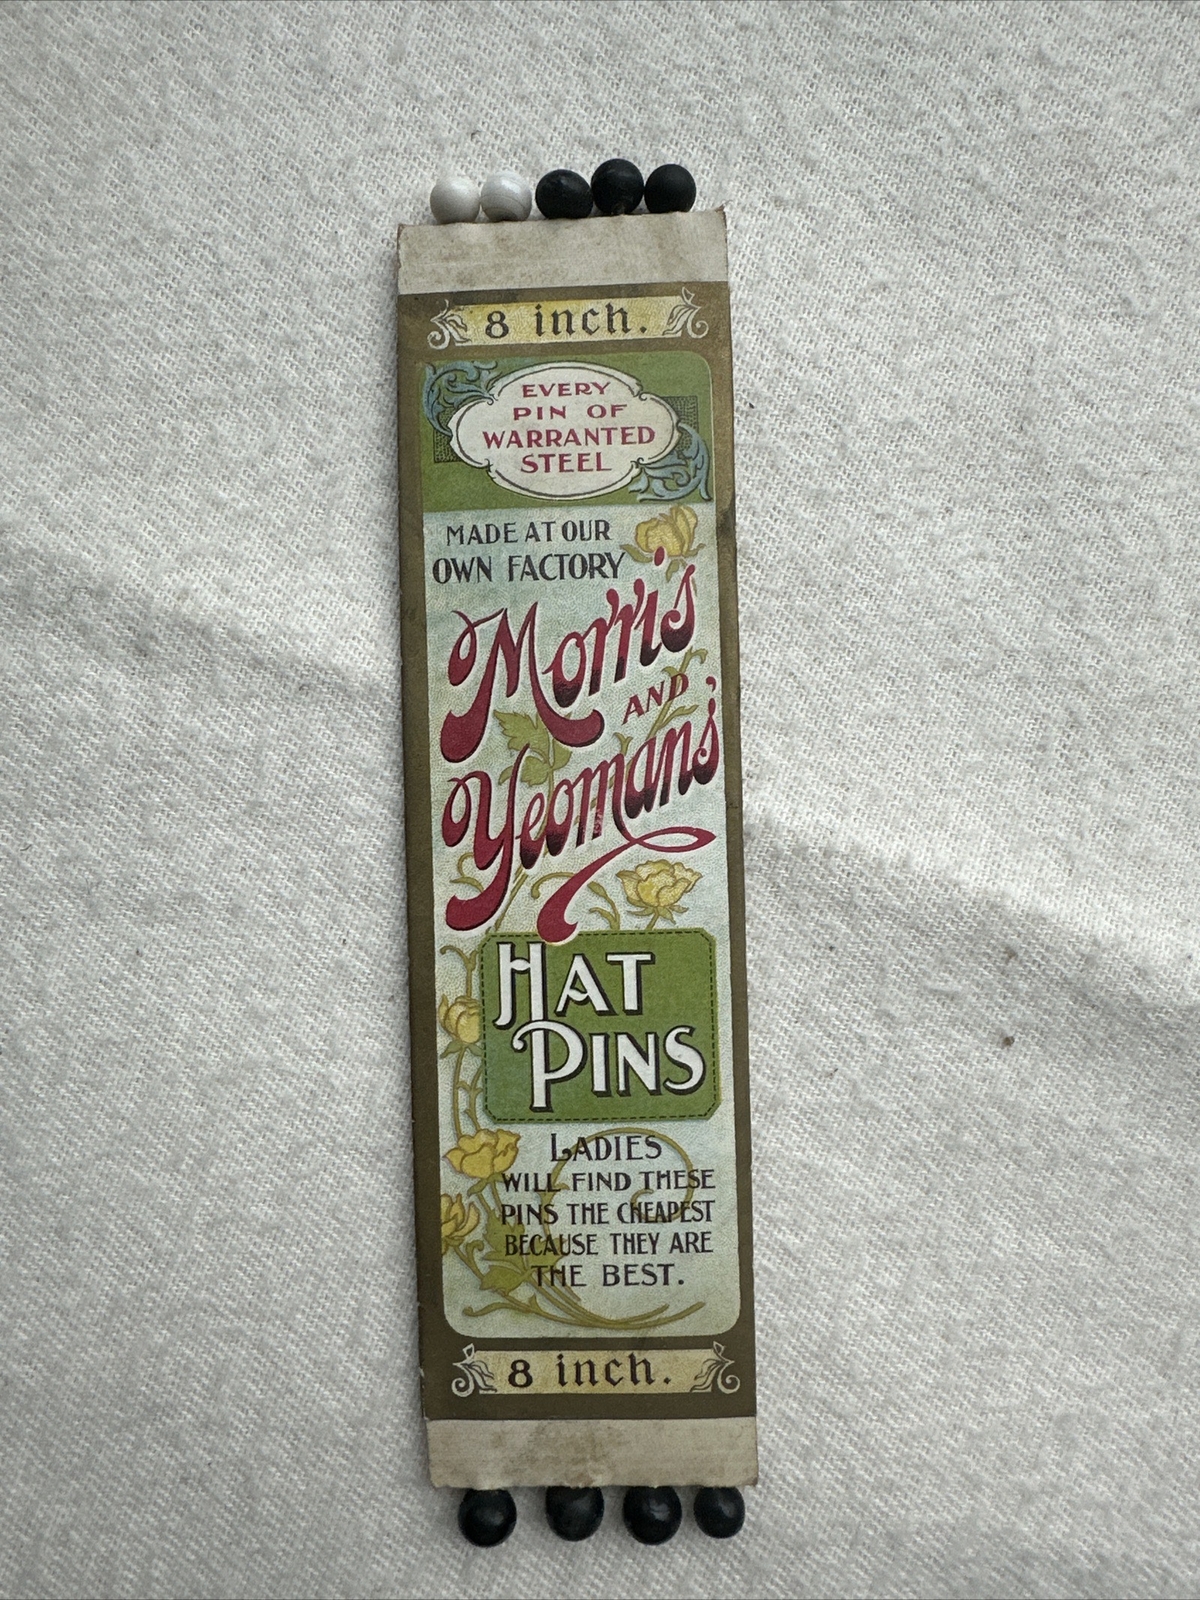 8 inch.
EVERY
PIN OF
WARRANTED
STEEL
MADE AT OUR
OWN FACTORY
Morris
AND
Yeomans'
HAT
PINS
LADIES
WILL FIND THESE
PINS THE CHEAPEST
BECAUSE THEY ARE
THE BEST.
8 inch.